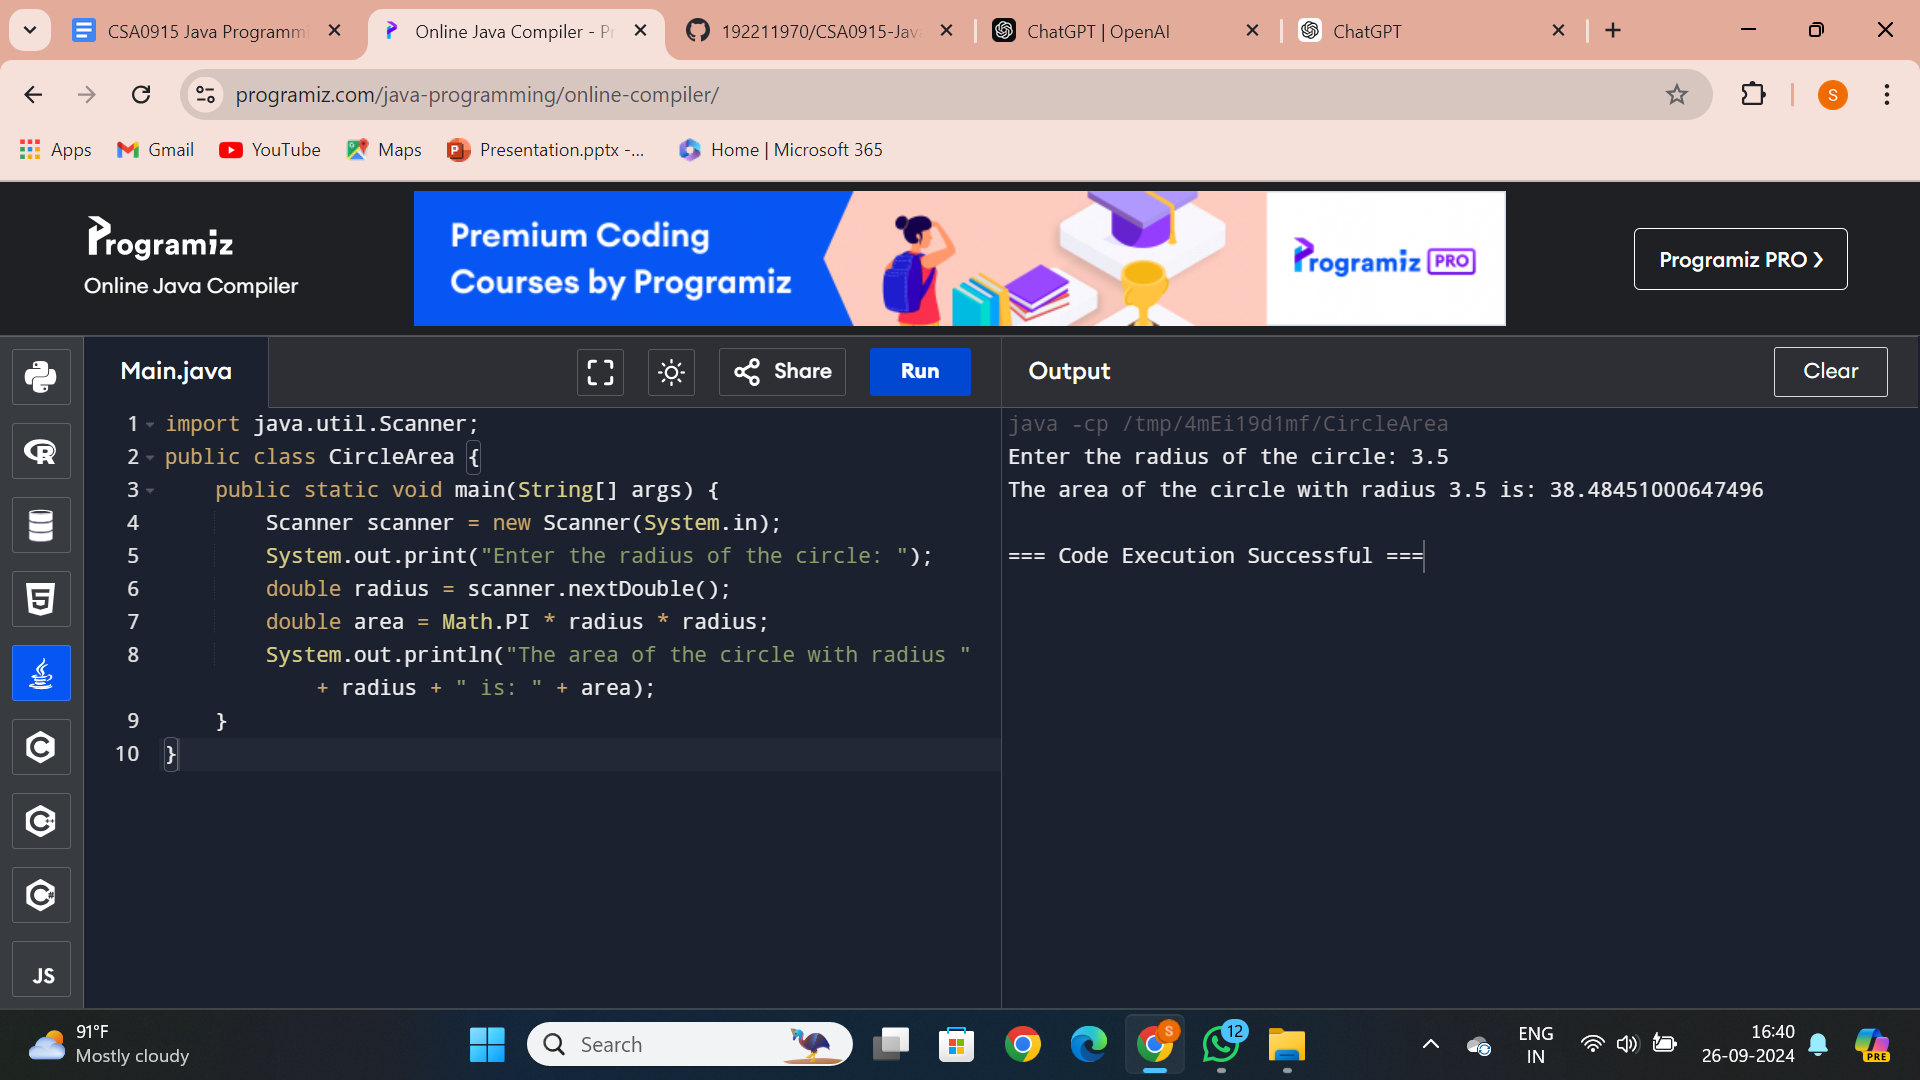 CSA0915 Java Programmi
Online Java Compiler - Pr
192211970/CSA0915-Java
ChatGPT | OpenAI
ChatGPT
programiz.com/java-programming/online-compiler/
S
Apps
Gmail
YouTube
Maps
Presentation.pptx -...
Home | Microsoft 365
Programiz
Online Java Compiler
Premium Coding
Courses by Programiz
Programiz PRO
Programiz PRO ❯
Main.java
Share
Run
Output
Clear
1 import java.util.Scanner;
2 public class CircleArea {
3 public static void main(String[] args) {
4 Scanner scanner = new Scanner(System.in);
5 System.out.print("Enter the radius of the circle: ");
6 double radius = scanner.nextDouble();
7 double area = Math.PI * radius * radius;
8 System.out.println("The area of the circle with radius "
+ radius + " is: " + area);
9 }
10 }
java -cp /tmp/4mEi19d1mf/CircleArea
Enter the radius of the circle: 3.5
The area of the circle with radius 3.5 is: 38.48451000647496
=== Code Execution Successful ===
R
5
C
C++
C#
JS
91°F
Mostly cloudy
Search
S
12
ENG
IN
16:40
26-09-2024
PRE